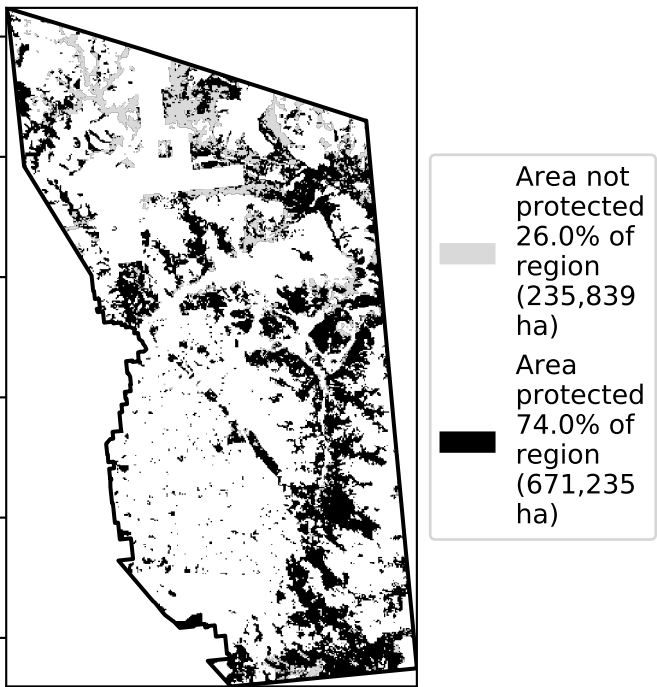 Area not
protected
26.0% of
region
(235,839
ha)
Area
protected
74.0% of
region
(671,235
ha)